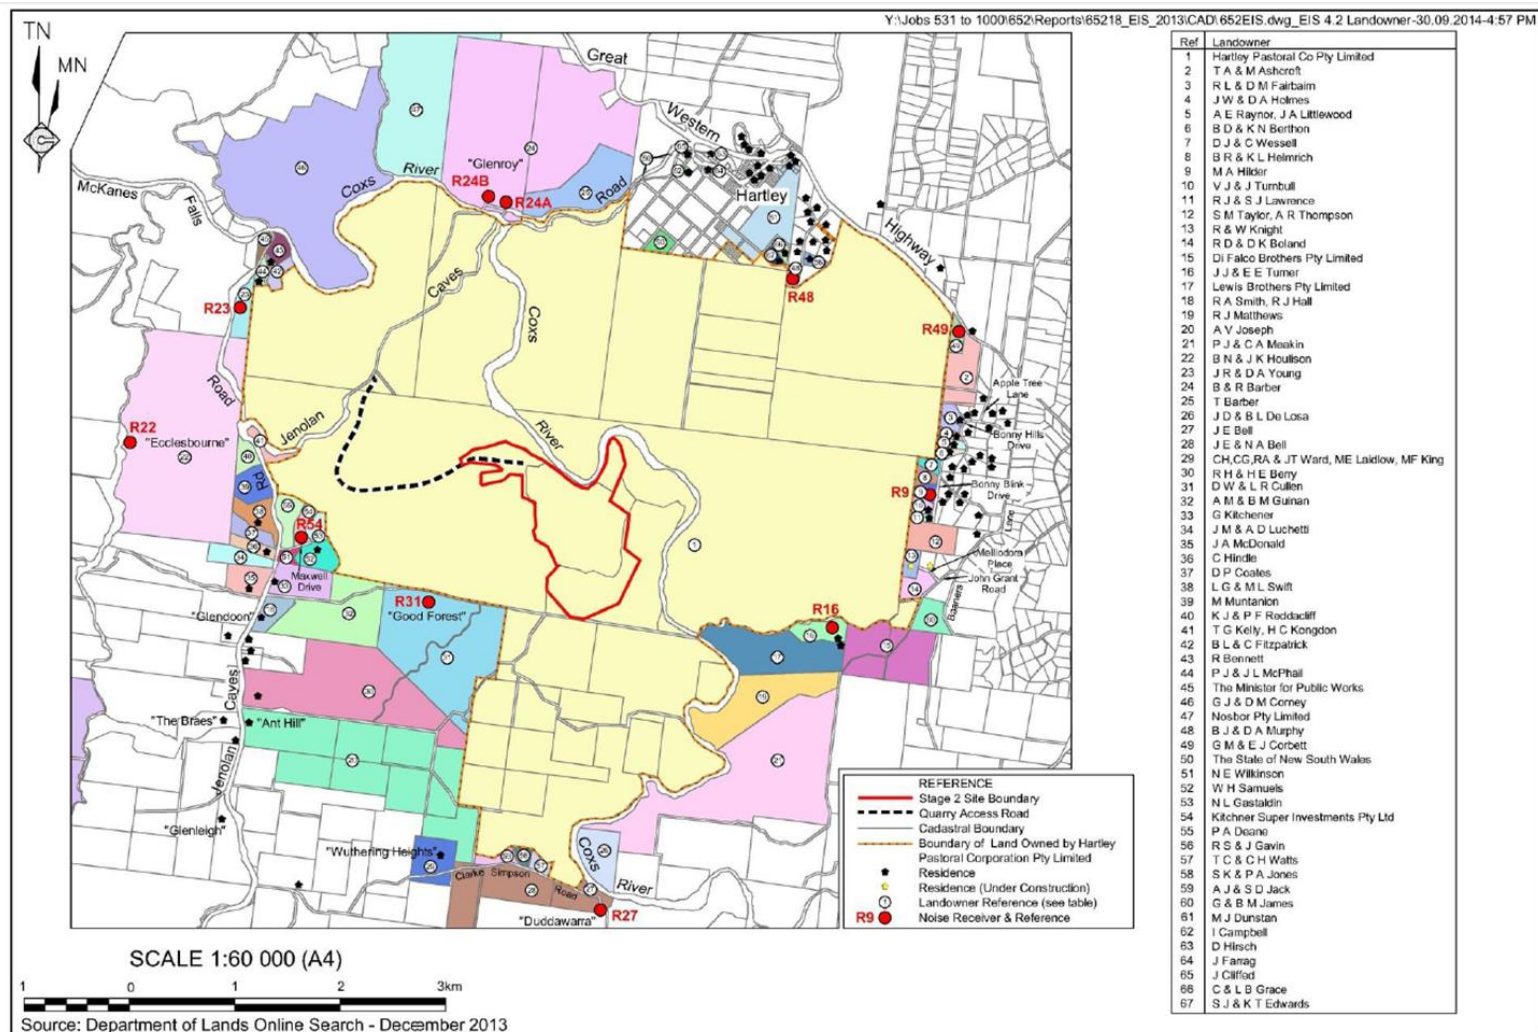 Y:\Jobs 531 to 1000\652\Reports\65218_EIS_2013\CAD\652EIS.dwg_EIS 4.2 Landowner-30.09.2014-4:57 PM
TN
MN
Great
Western
Highway
McKanes
Falls
Road
Coxs
River
Road
"Glenroy"
R24B
R24A
Hartley
R48
R49
R23
Caves
Coxs
River
Jenolan
R22
"Ecclesbourne"
Rd
Apple Tree
Lane
Bonny Hills
Drive
R9
Bonny Blink
Drive
Lane
R54
Maxwell
Drive
Melliodora
Place
John Grant
Road
Baaners
R31
"Good Forest"
R16
"Glendoon"
Caves
"The Braes"
"Ant Hill"
Jenolan
"Glenleigh"
"Wuthering Heights"
Clarke Simpson Road
Coxs
River
"Duddawarra"
R27
REFERENCE
Stage 2 Site Boundary
Quarry Access Road
Cadastral Boundary
Boundary of Land Owned by Hartley
Pastoral Corporation Pty Limited
Residence
Residence (Under Construction)
1 Landowner Reference (see table)
R9 Noise Receiver & Reference
SCALE 1:60 000 (A4)
1 0 1 2 3km
Source: Department of Lands Online Search - December 2013
Ref Landowner
1 Hartley Pastoral Co Pty Limited
2 T A & M Ashcroft
3 R L & D M Fairbairn
4 J W & D A Holmes
5 A E Raynor, J A Littlewood
6 B D & K N Berthon
7 D J & C Wessell
8 B R & K L Helmrich
9 M A Hilder
10 V J & J Turnbull
11 R J & S J Lawrence
12 S M Taylor, A R Thompson
13 R & W Knight
14 R D & D K Boland
15 Di Falco Brothers Pty Limited
16 J J & E E Turner
17 Lewis Brothers Pty Limited
18 R A Smith, R J Hall
19 R J Matthews
20 A V Joseph
21 P J & C A Meakin
22 B N & J K Houlison
23 J R & D A Young
24 B & R Barber
25 T Barber
26 J D & B L De Losa
27 J E Bell
28 J E & N A Bell
29 CH,CG,RA & JT Ward, ME Laidlow, MF King
30 R H & H E Berry
31 D W & L R Cullen
32 A M & B M Guinan
33 G Kitchener
34 J M & A D Luchetti
35 J A McDonald
36 C Hindle
37 D P Coates
38 L G & M L Swift
39 M Muntanion
40 K J & P F Roddacliff
41 T G Kelly, H C Kongdon
42 B L & C Fitzpatrick
43 R Bennett
44 P J & J L McPhail
45 The Minister for Public Works
46 G J & D M Corney
47 Nosbor Pty Limited
48 B J & D A Murphy
49 G M & E J Corbett
50 The State of New South Wales
51 N E Wilkinson
52 W H Samuels
53 N L Gastaldin
54 Kitchner Super Investments Pty Ltd
55 P A Deane
56 R S & J Gavin
57 T C & C H Watts
58 S K & P A Jones
59 A J & S D Jack
60 G & B M James
61 M J Dunstan
62 I Campbell
63 D Hirsch
64 J Farrag
65 J Cliffed
66 C & L B Grace
67 S J & K T Edwards